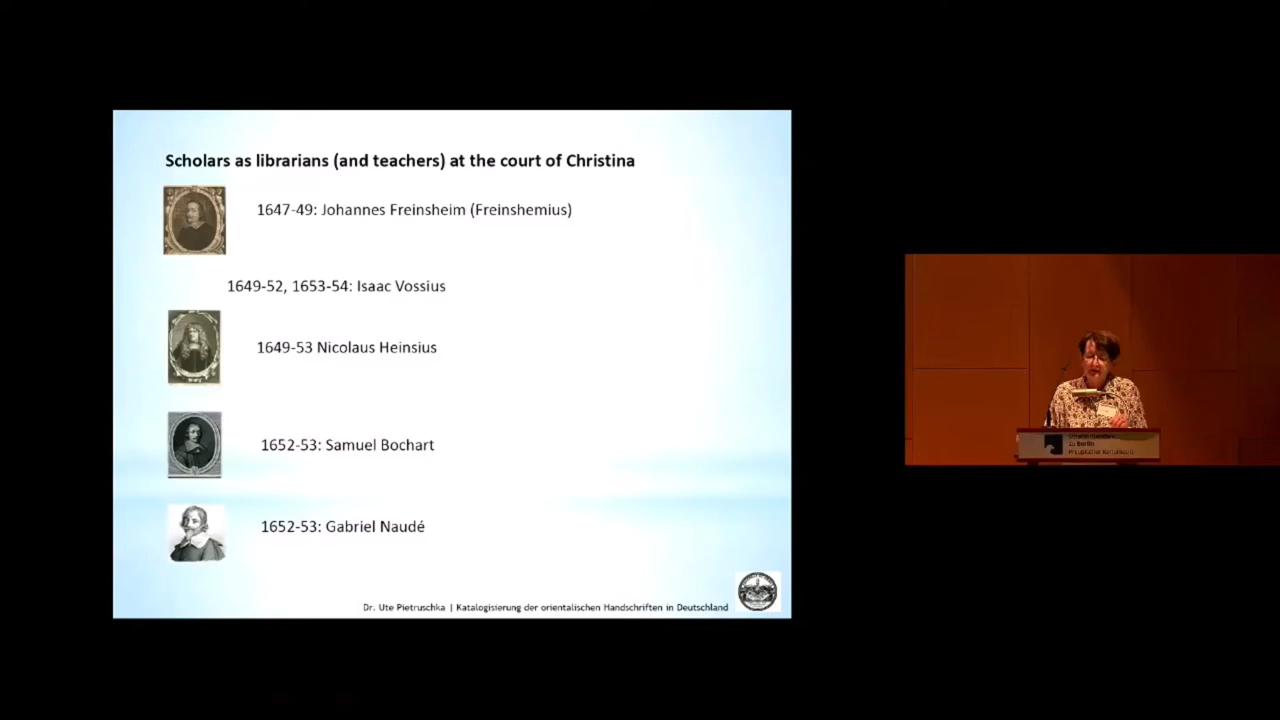 Scholars as librarians (and teachers) at the court of Christina
1647-49: Johannes Freinsheim (Freinshemius)
1649-52, 1653-54: Isaac Vossius
1649-53 Nicolaus Heinsius
1652-53: Samuel Bochart
1652-53: Gabriel Naudé
Dr. Ute Pietruschka | Katalogisierung der orientalischen Handschriften in Deutschland
zu Berlin